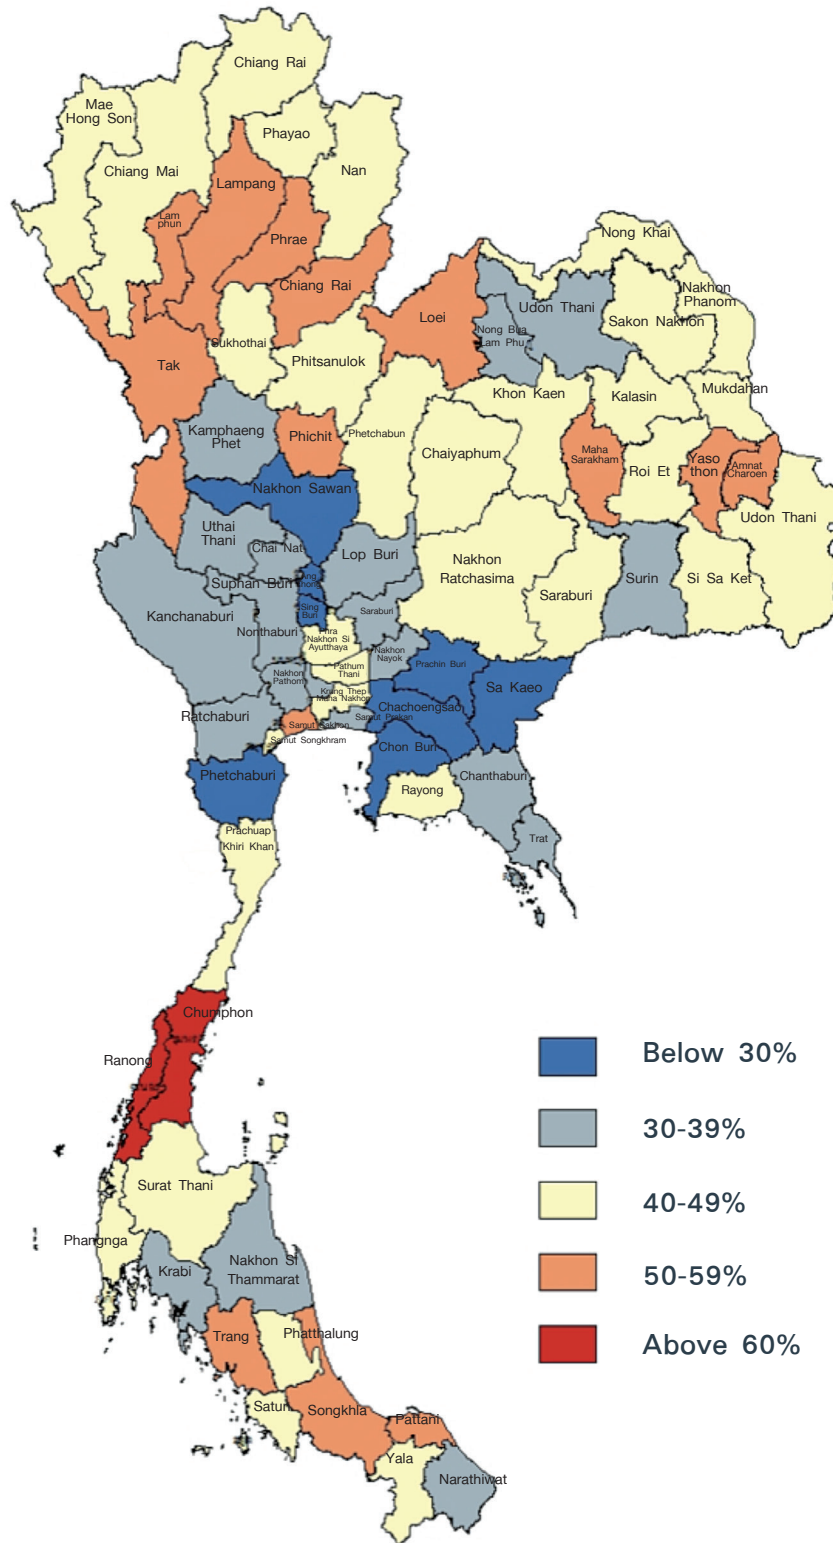 Chiang Rai
Mae
Hong Son
Phayao
Chiang Mai
Nan
Lampang
Lam
phun
Phrae
Nong Khai
Chiang Rai
Nakhon
Phanom
Udon Thani
Loei
Sakon Nakhon
Nong Bua
Lam Phu
Sukhothai
Phitsanulok
Tak
Khon Kaen
Kalasin
Mukdahan
Kamphaeng
Phet
Phichit
Phetchabun
Chaiyaphum
Maha
Sarakham
Roi Et
Yaso
thon
Amnat
Charoen
Nakhon Sawan
Udon Thani
Uthai
Thani
Chai Nat
Lop Buri
Nakhon
Ratchasima
Surin
Si Sa Ket
Suphan Buri
Ang
Thong
Saraburi
Kanchanaburi
Sing
Buri
Saraburi
Nonthaburi
Phra
Nakhon Si
Ayutthaya
Nakhon
Nayok
Prachin Buri
Pathum
Thani
Nakhon
Pathom
Sa Kaeo
Krung Thep
Maha Nakhon
Chachoengsao
Ratchaburi
Samut Prakan
Samut Sakhon
Samut Songkhram
Chon Buri
Phetchaburi
Chanthaburi
Rayong
Prachuap
Khiri Khan
Trat
Chumphon
Ranong
Below 30%
30-39%
Surat Thani
40-49%
Phangnga
Nakhon Si
Thammarat
Krabi
50-59%
Trang
Phatthalung
Above 60%
Satun
Songkhla
Pattani
Yala
Narathiwat